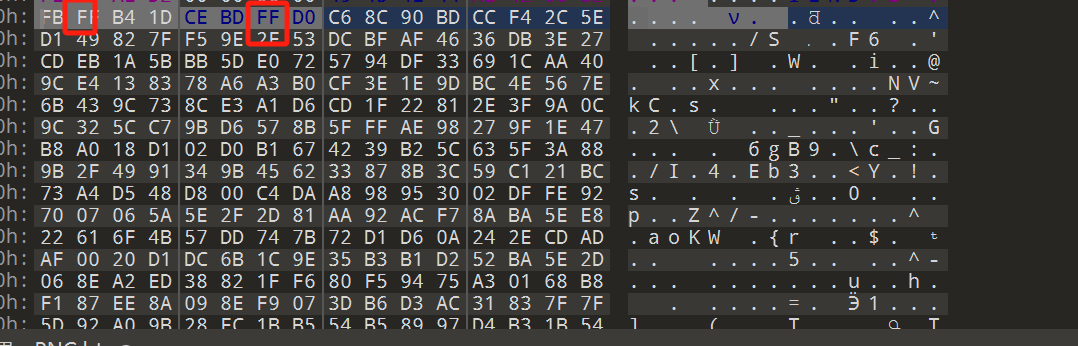 0h: FB FF B4 1D CE BD FF D0 C6 8C 90 BD CC F4 2C 5E . . . . . ν . . . . . . ^
0h: D1 49 82 7F F5 9E 2F 53 DC BF AF 46 36 DB 3E 27 . . . . . / S . F 6 . '
0h: CD EB 1A 5B BB 5D E0 72 57 94 DF 33 69 1C AA 40 . . [ . ] . W . . i . @
0h: 9C E4 13 83 78 A6 A3 B0 CF 3E 1E 9D BC 4E 56 7E . . x . . . . . . . . N V ~
0h: 6B 43 9C 73 8C E3 A1 D6 CD 1F 22 81 2E 3F 9A 0C k C . s . . . . . " . . ? . .
0h: 9C 32 5C C7 9B D6 57 8B 5F FF AE 98 27 9F 1E 47 . 2 \ . . _ . . . ' . . G
0h: B8 A0 18 D1 02 D0 B1 67 42 39 B2 5C 63 5F 3A 88 . . . . 6 g B 9 . \ c _ : .
0h: 9B 2F 49 91 34 9B 45 62 33 87 8B 3C 59 C1 21 BC . / I . 4 . E b 3 . . < Y . ! .
0h: 73 A4 D5 48 D8 00 C4 DA A8 98 95 30 02 DF FE 92 s . . . . 0 . . .
0h: 70 07 06 5A 5E 2F 2D 81 AA 92 AC F7 8A BA 5E E8 p . . Z ^ / - . . . . . . . . ^
0h: 22 61 6F 4B 57 DD 74 7B 72 D1 D6 0A 24 2E CD AD . a o K W . { r . . $ .
0h: AF 00 20 D1 DC 6B 1C 9E 35 B3 B1 D2 52 BA 5E 2D . . . . . . . 5 . . . ^ -
0h: 06 8E A2 ED 38 82 1F F6 80 F5 94 75 A3 01 68 B8 . . . . . . . . . . u . h .
0h: F1 87 EE 8A 09 8E F9 07 3D B6 D3 AC 31 83 7F 7F . . . . . . . = . 1 . . .
0h: 5D 92 A0 9B 28 EC 1B B5 54 B5 89 97 D4 B3 1B 54 ] . . ( . . T . . . T